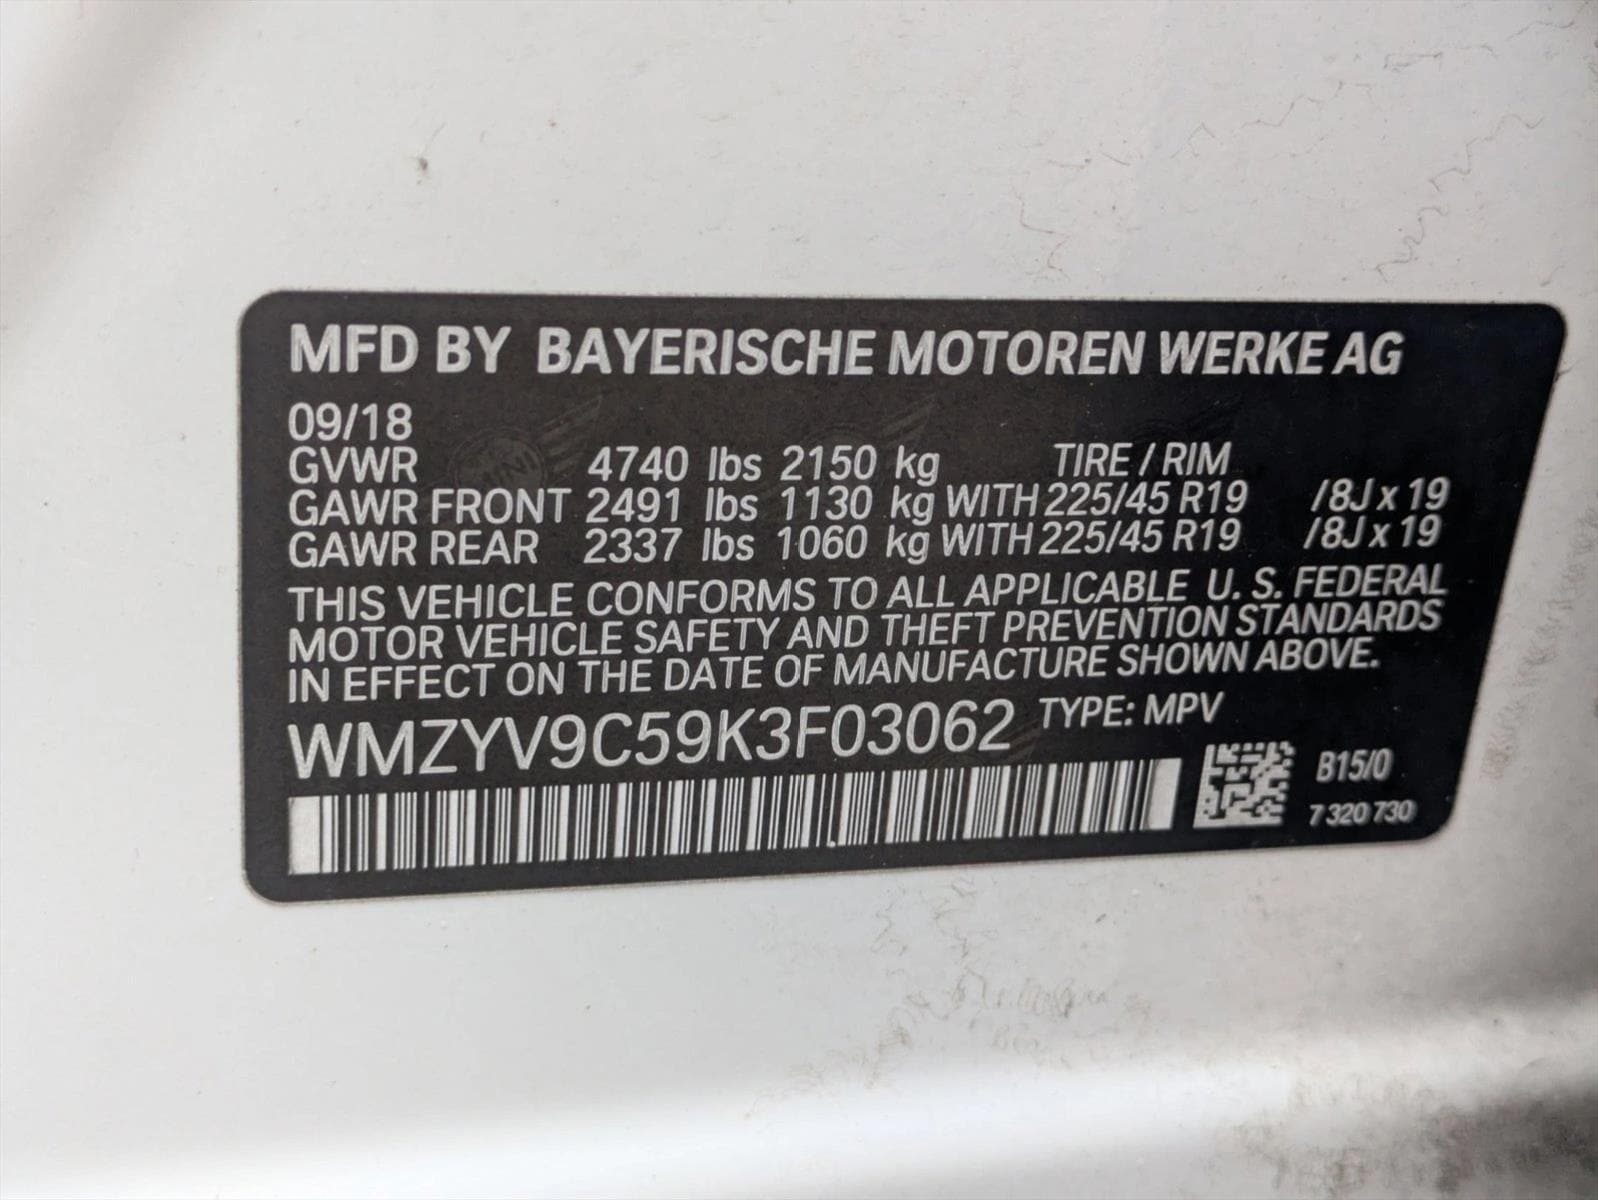 MFD BY BAYERISCHE MOTOREN WERKE AG
09/18
GVWR 4740 lbs 2150 kg TIRE / RIM
GAWR FRONT 2491 lbs 1130 kg WITH 225/45 R19 /8J x 19
GAWR REAR 2337 lbs 1060 kg WITH 225/45 R19 /8J x 19
THIS VEHICLE CONFORMS TO ALL APPLICABLE U. S. FEDERAL
MOTOR VEHICLE SAFETY AND THEFT PREVENTION STANDARDS
IN EFFECT ON THE DATE OF MANUFACTURE SHOWN ABOVE.
WMZYV9C59K3F03062 TYPE: MPV
B15/0
7 320 730
MINI